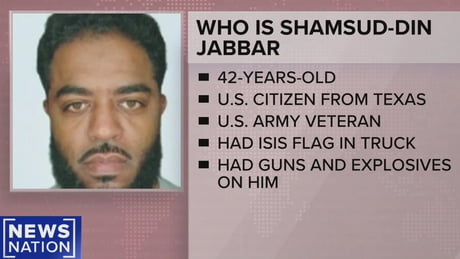 WHO IS SHAMSUD-DIN
JABBAR
42-YEARS-OLD
U.S. CITIZEN FROM TEXAS
U.S. ARMY VETERAN
HAD ISIS FLAG IN TRUCK
HAD GUNS AND EXPLOSIVES
ON HIM
NEWS
NATION